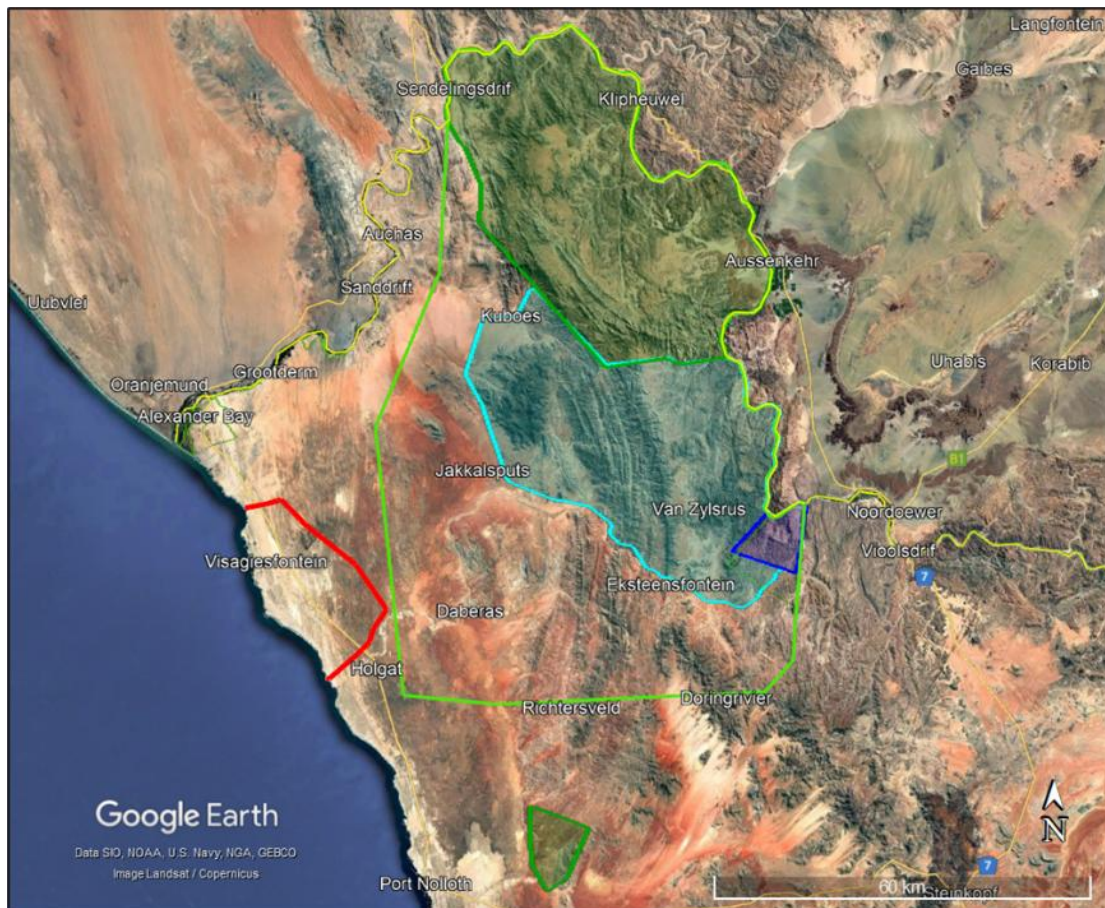 Langfontein
Gaibes
Sendelingsdrif
Klipheuwel
Auchas
Aussenkehr
Sanddrift
Uubvlei
Kuboes
Uhabis
Korabib
Grootderm
Oranjemund
Alexander Bay
B1
Jakkalsputs
Van Zylsrus
Noordoewer
Vioolsdrif
Visagiesfontein
7
Eksteensfontein
Daberas
Holgat
Doringrivier
Richtersveld
Google Earth
N
Data SIO, NOAA, U.S. Navy, NGA, GEBCO
Image Landsat / Copernicus
7
Port Nolloth
60 km
Steinkopf